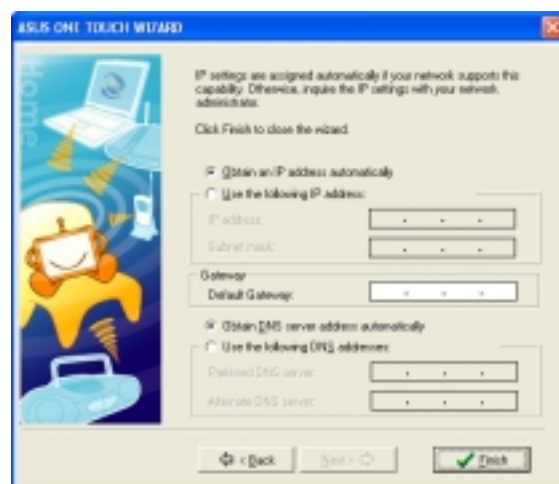 ASUS ONE TOUCH WIZARD
Home
IP settings are assigned automatically if your network supports this
capability. Otherwise, inquire the IP settings with your network
administrator.
Click Finish to close the wizard.
Obtain an IP address automatically
Use the following IP address:
IP address:
Subnet mask:
Gateway
Default Gateway:
Obtain DNS server address automatically
Use the following DNS addresses:
Preferred DNS server:
Alternate DNS server:
< Back
Next >
Finish